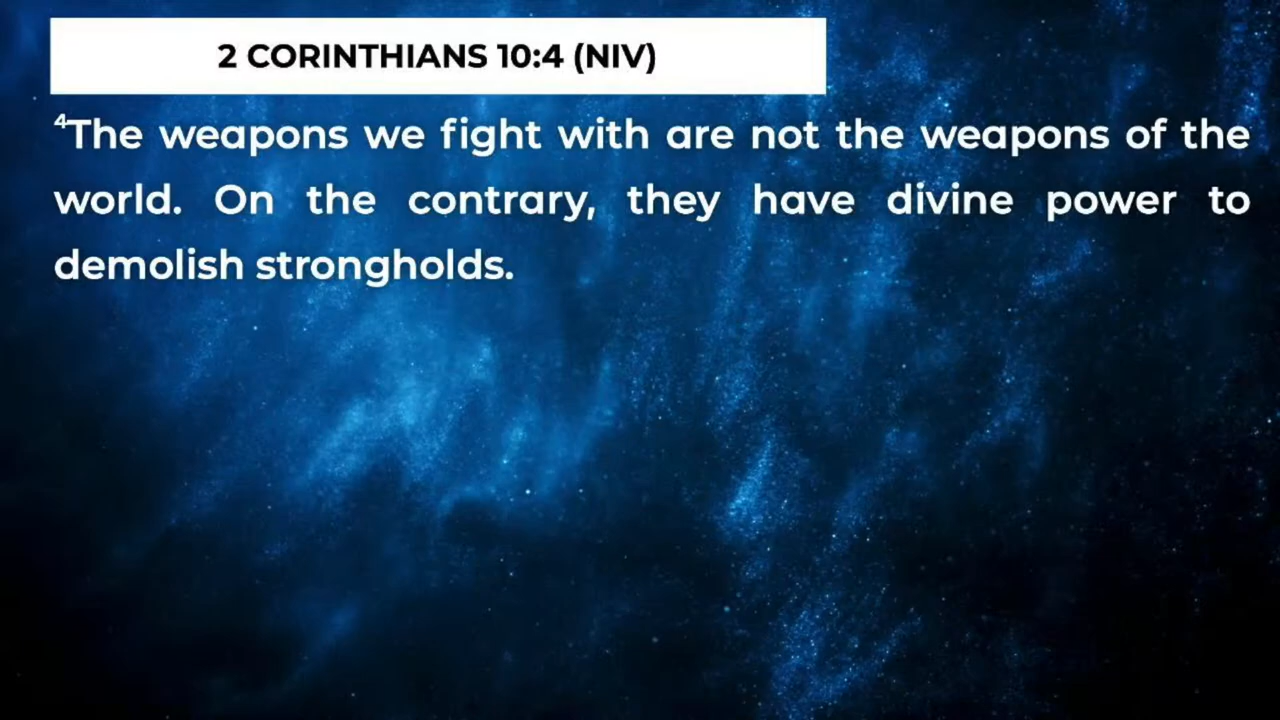 2 CORINTHIANS 10:4 (NIV)
⁴The weapons we fight with are not the weapons of the
world. On the contrary, they have divine power to
demolish strongholds.